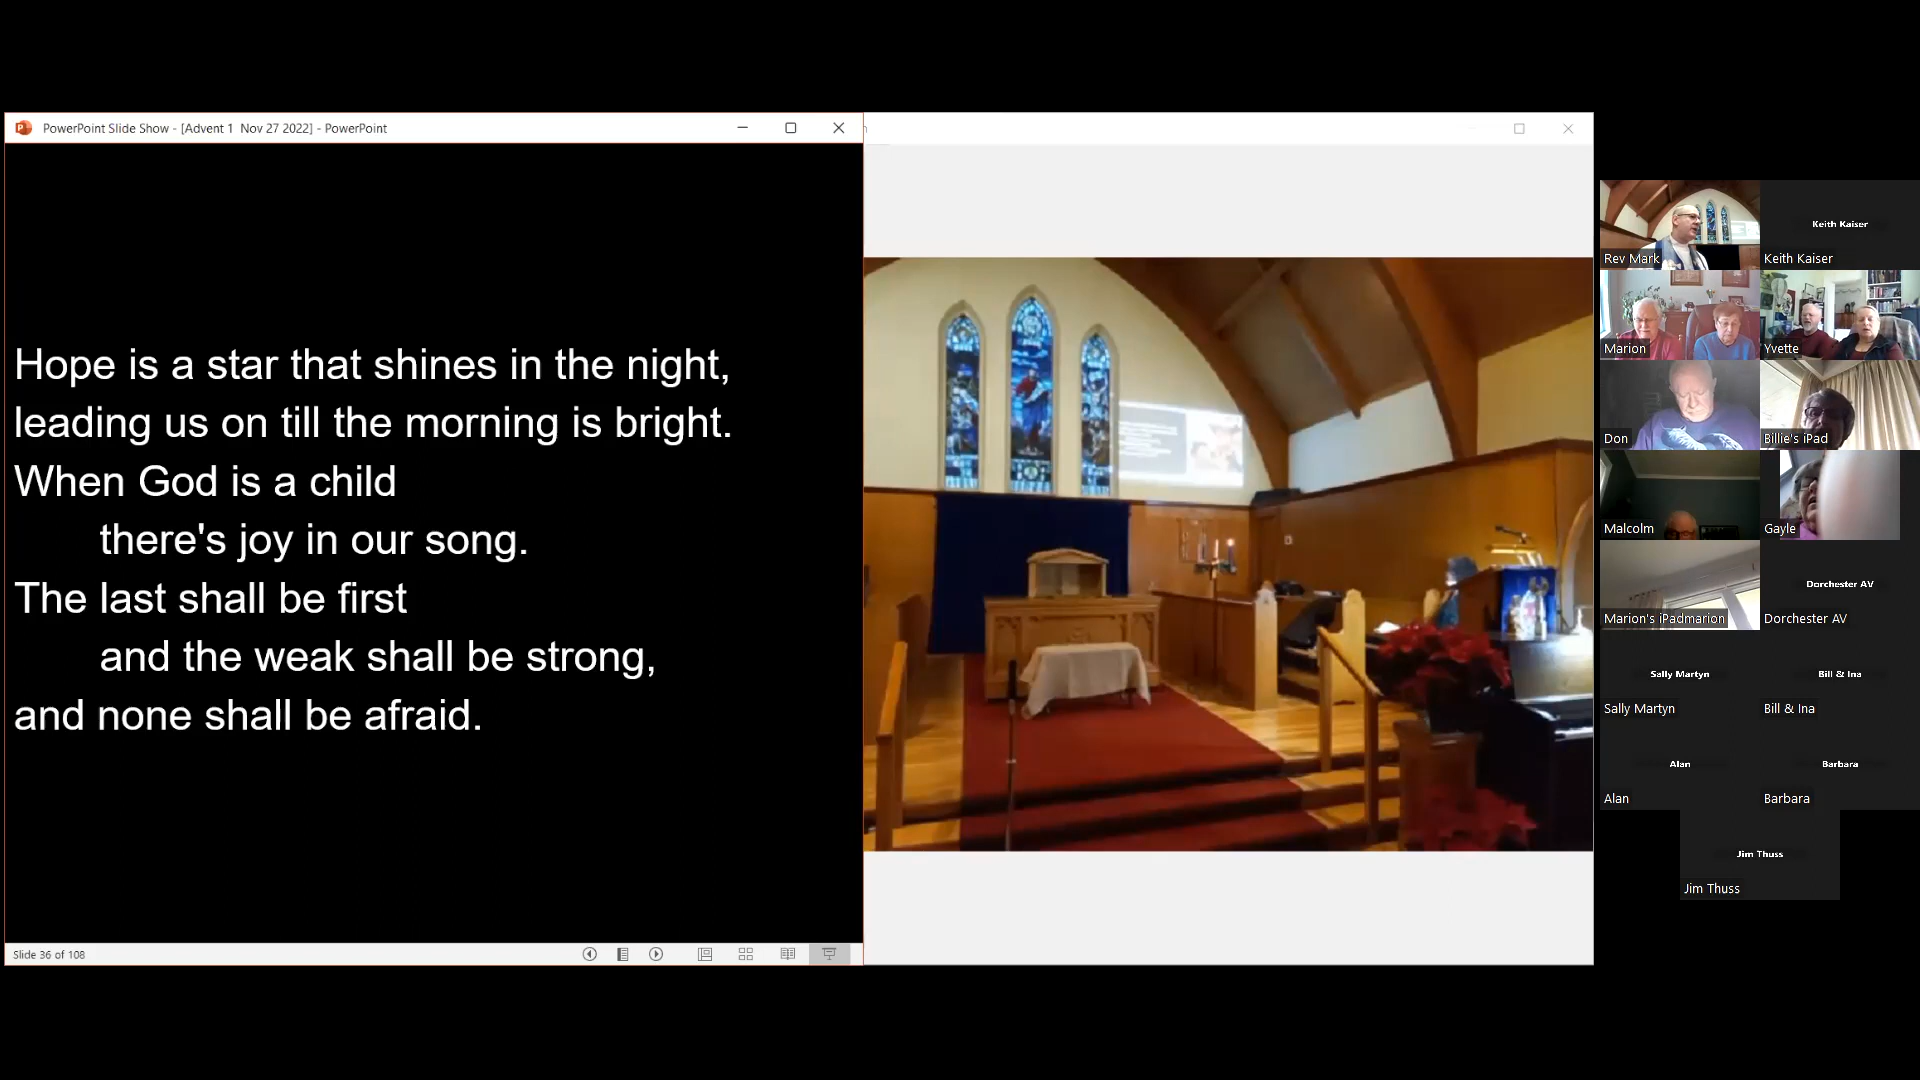 PowerPoint Slide Show - [Advent 1 Nov 27 2022] - PowerPoint
Hope is a star that shines in the night,
leading us on till the morning is bright.
When God is a child
there's joy in our song.
The last shall be first
and the weak shall be strong,
and none shall be afraid.
Slide 36 of 108
Rev Mark
Keith Kaiser
Keith Kaiser
Marion
Yvette
Don
Billie's iPad
Malcolm
Gayle
Marion's iPadmarion
Dorchester AV
Dorchester AV
Sally Martyn
Sally Martyn
Bill & Ina
Bill & Ina
Alan
Alan
Barbara
Barbara
Jim Thuss
Jim Thuss